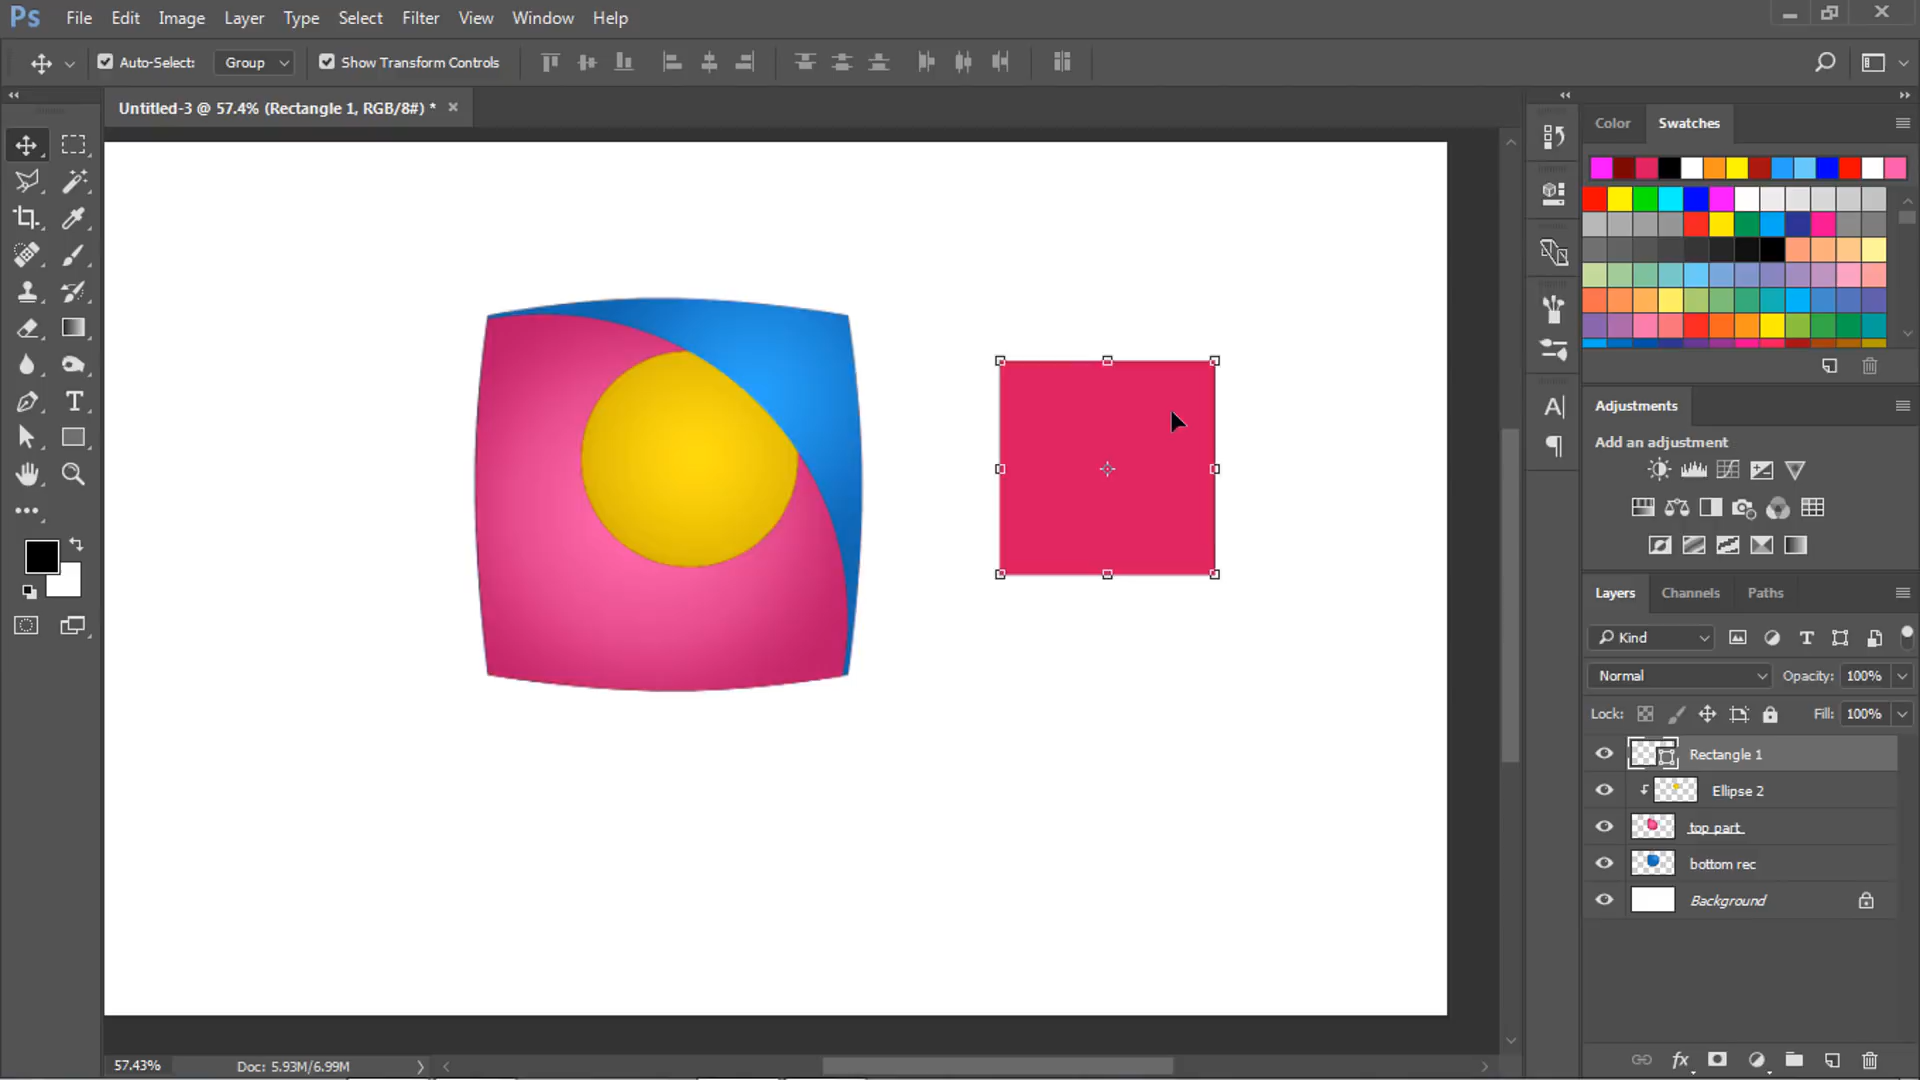 Ps File Edit Image Layer Type Select Filter View Window Help
Auto-Select: Group Show Transform Controls
Untitled-3 @ 57.4% (Rectangle 1, RGB/8#) *
Color Swatches
Adjustments
Add an adjustment
Layers Channels Paths
Kind
Normal Opacity: 100%
Lock: Fill: 100%
Rectangle 1
Ellipse 2
top part
bottom rec
Background
57.43% Doc: 5.93M/6.99M